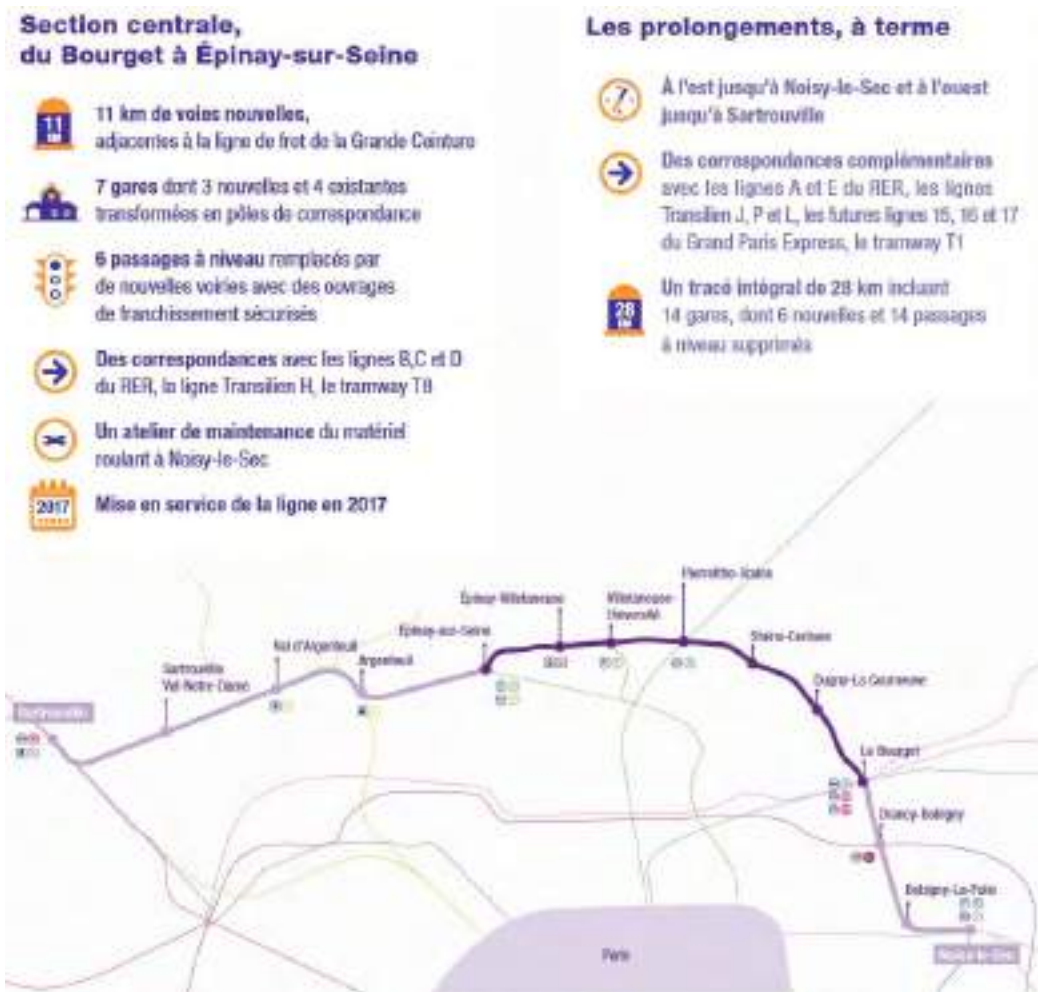 Section centrale,
du Bourget à Épinay-sur-Seine
11
11 km de voies nouvelles,
adjacentes à la ligne de fret de la Grande Ceinture
7 gares dont 3 nouvelles et 4 existantes
transformées en pôles de correspondance
6 passages à niveau remplacés par
de nouvelles voiries avec des ouvrages
de franchissement sécurisés
Des correspondances avec les lignes B,C et D
du RER, la ligne Transilien H, le tramway T8
Un atelier de maintenance du matériel
roulant à Noisy-le-Sec
2017
Mise en service de la ligne en 2017
Les prolongements, à terme
À l'est jusqu'à Noisy-le-Sec et à l'ouest
jusqu'à Sartrouville
Des correspondances complémentaires
avec les lignes A et E du RER, les lignes
Transilien J, P et L, les futures lignes 15, 16 et 17
du Grand Paris Express, le tramway T1
28
Un tracé intégral de 28 km incluant
14 gares, dont 6 nouvelles et 14 passages
à niveau supprimés
Pierrefitte-Stains
Épinay-Villetaneuse
Villetaneuse
Université
Épinay-sur-Seine
Stains-Cerisaie
Val d'Argenteuil
Argenteuil
Sartrouville
Val-Notre-Dame
Dugny-La Courneuve
Sartrouville
Le Bourget
Drancy-Bobigny
Bobigny-La Folie
Paris
Noisy-le-Sec